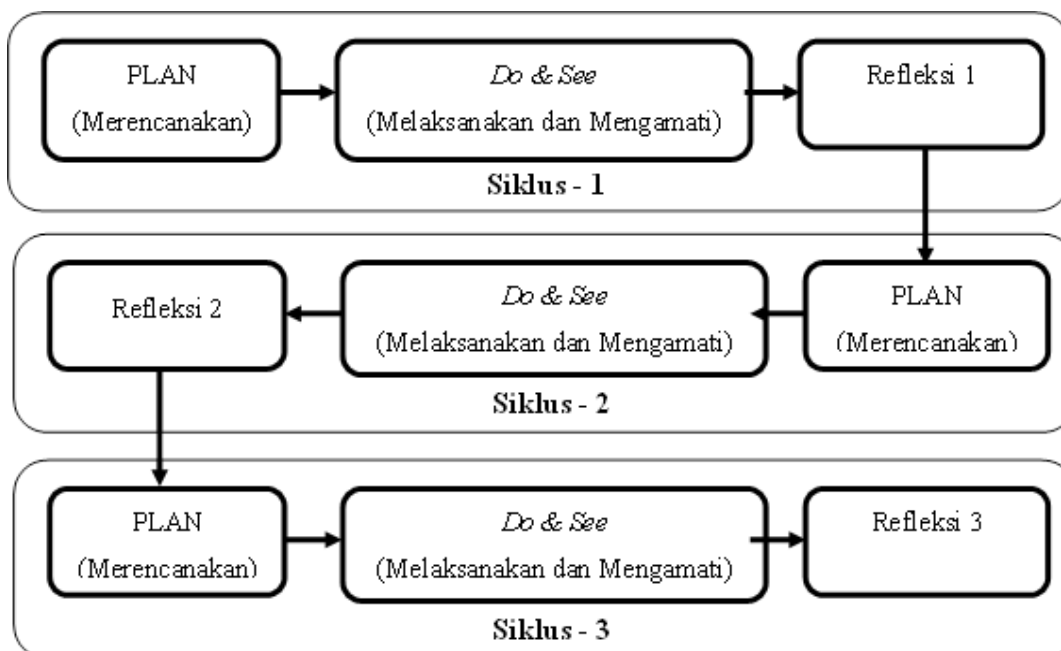 PLAN
(Merencanakan)
Do & See
(Melaksanakan dan Mengamati)
Refleksi 1
Siklus - 1
Refleksi 2
Do & See
(Melaksanakan dan Mengamati)
PLAN
(Merencanakan)
Siklus - 2
PLAN
(Merencanakan)
Do & See
(Melaksanakan dan Mengamati)
Refleksi 3
Siklus - 3